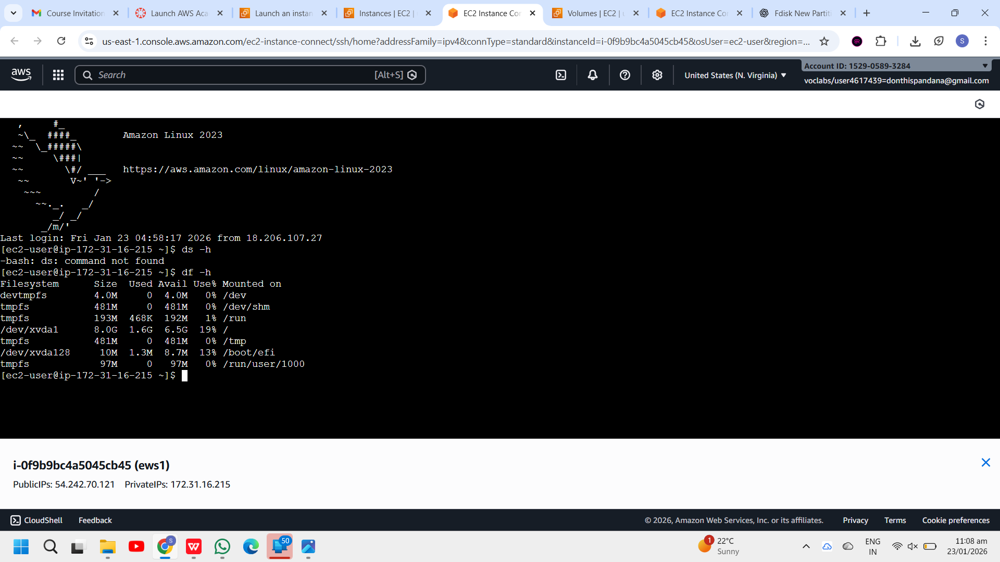 Course Invitation
Launch AWS Aca
Launch an instan
Instances | EC2 |
EC2 Instance Con
Volumes | EC2 | u
EC2 Instance Con
Fdisk New Partiti
us-east-1.console.aws.amazon.com/ec2-instance-connect/ssh/home?addressFamily=ipv4&connType=standard&instanceId=i-0f9b9bc4a5045cb45&osUser=ec2-user&region=...
S
aws
Search
[Alt+S]
United States (N. Virginia)
Account ID: 1529-0589-3284
voclabs/user4617439=donthispandana@gmail.com
   ,     #_
   ~\_  ####_        Amazon Linux 2023
  ~~  \_#####\
  ~~     \###|
  ~~       \#/ ___   https://aws.amazon.com/linux/amazon-linux-2023
   ~~       V~' '->
    ~~~         /
      ~~._.   _/
         _/ _/
       _/m/'
Last login: Fri Jan 23 04:58:17 2026 from 18.206.107.27
[ec2-user@ip-172-31-16-215 ~]$ ds -h
-bash: ds: command not found
[ec2-user@ip-172-31-16-215 ~]$ df -h
Filesystem      Size  Used Avail Use% Mounted on
devtmpfs        4.0M     0  4.0M   0% /dev
tmpfs           481M     0  481M   0% /dev/shm
tmpfs           193M  468K  192M   1% /run
/dev/xvda1      8.0G  1.6G  6.5G  19% /
tmpfs           481M     0  481M   0% /tmp
/dev/xvda128     10M  1.3M  8.7M  13% /boot/efi
tmpfs            97M     0   97M   0% /run/user/1000
[ec2-user@ip-172-31-16-215 ~]$
i-0f9b9bc4a5045cb45 (ews1)
PublicIPs: 54.242.70.121 PrivateIPs: 172.31.16.215
CloudShell
Feedback
© 2026, Amazon Web Services, Inc. or its affiliates.
Privacy
Terms
Cookie preferences
S
50
1
22°C
Sunny
ENG
IN
11:08 am
23/01/2026